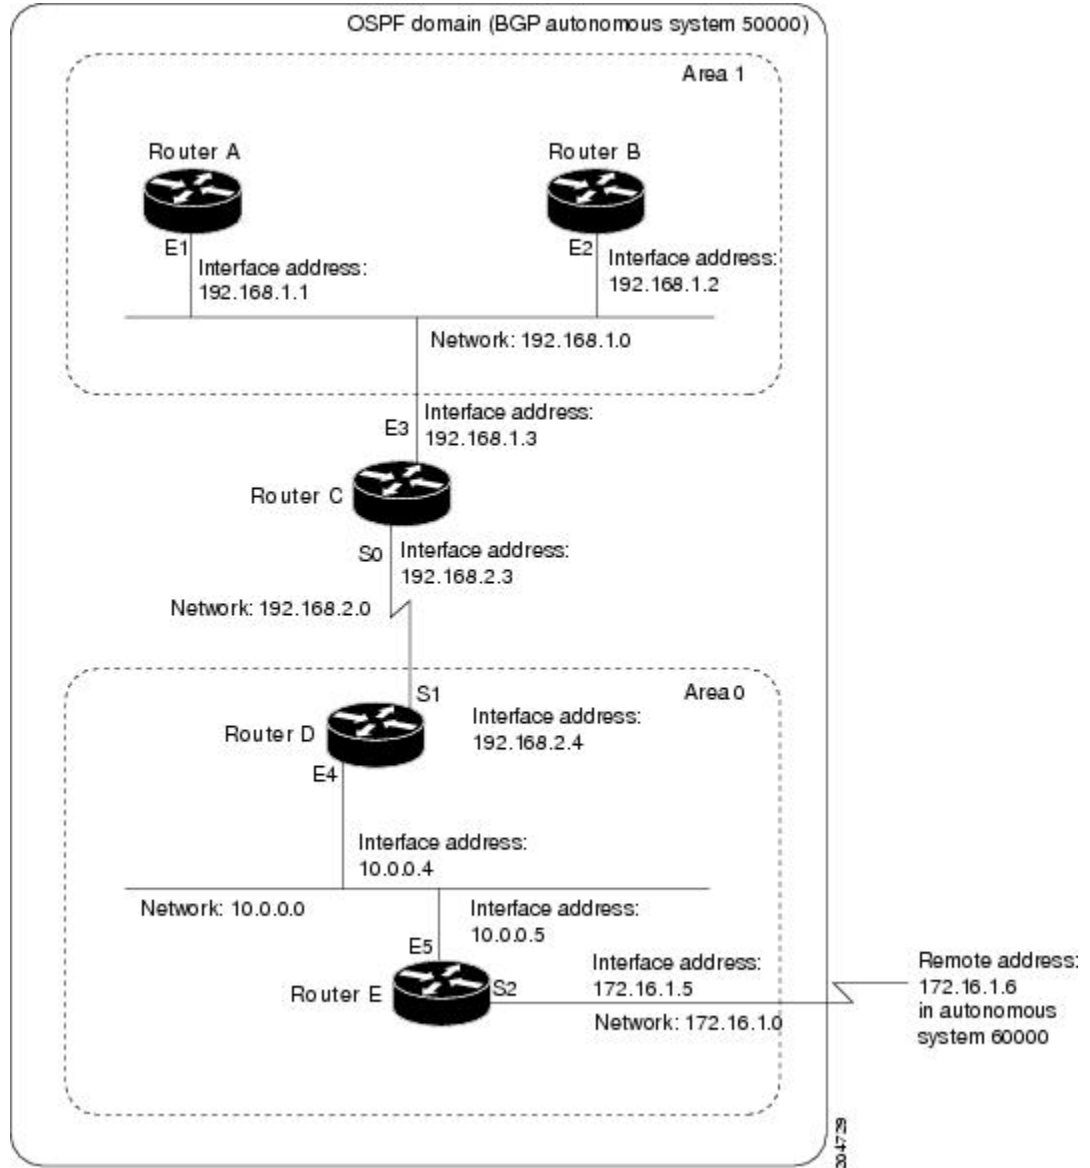 OSPF domain (BGP autonomous system 50000)
Area 1
Router A
Router B
E1
Interface address:
192.168.1.1
E2
Interface address:
192.168.1.2
Network: 192.168.1.0
E3
Interface address:
192.168.1.3
Router C
S0
Interface address:
192.168.2.3
Network: 192.168.2.0
Area 0
S1
Router D
Interface address:
192.168.2.4
E4
Interface address:
10.0.0.4
Network: 10.0.0.0
Interface address:
10.0.0.5
E5
Router E
S2
Interface address:
172.16.1.5
Network: 172.16.1.0
Remote address:
172.16.1.6
in autonomous
system 60000
204729